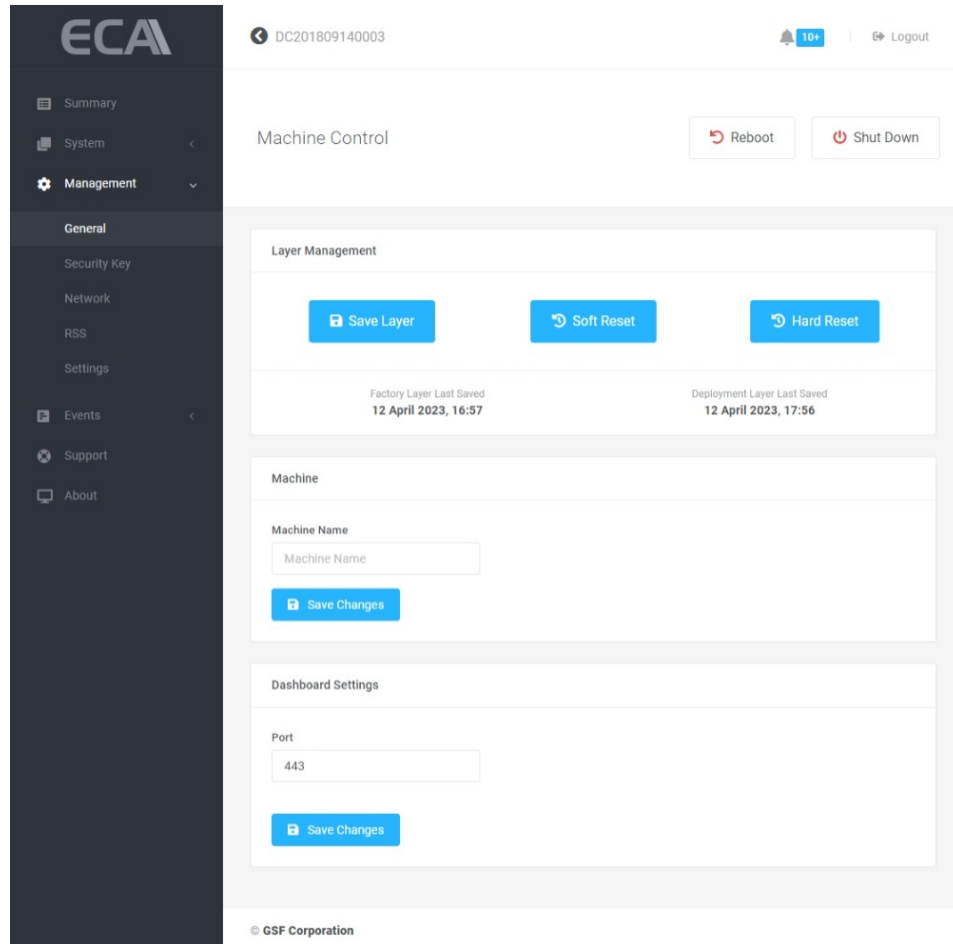 ECA
DC201809140003
10+
Logout
Summary
System
Management
General
Security Key
Network
RSS
Settings
Events
Support
About
Machine Control
Reboot
Shut Down
Layer Management
Save Layer
Soft Reset
Hard Reset
Factory Layer Last Saved
12 April 2023, 16:57
Deployment Layer Last Saved
12 April 2023, 17:56
Machine
Machine Name
Machine Name
Save Changes
Dashboard Settings
Port
443
Save Changes
© GSF Corporation